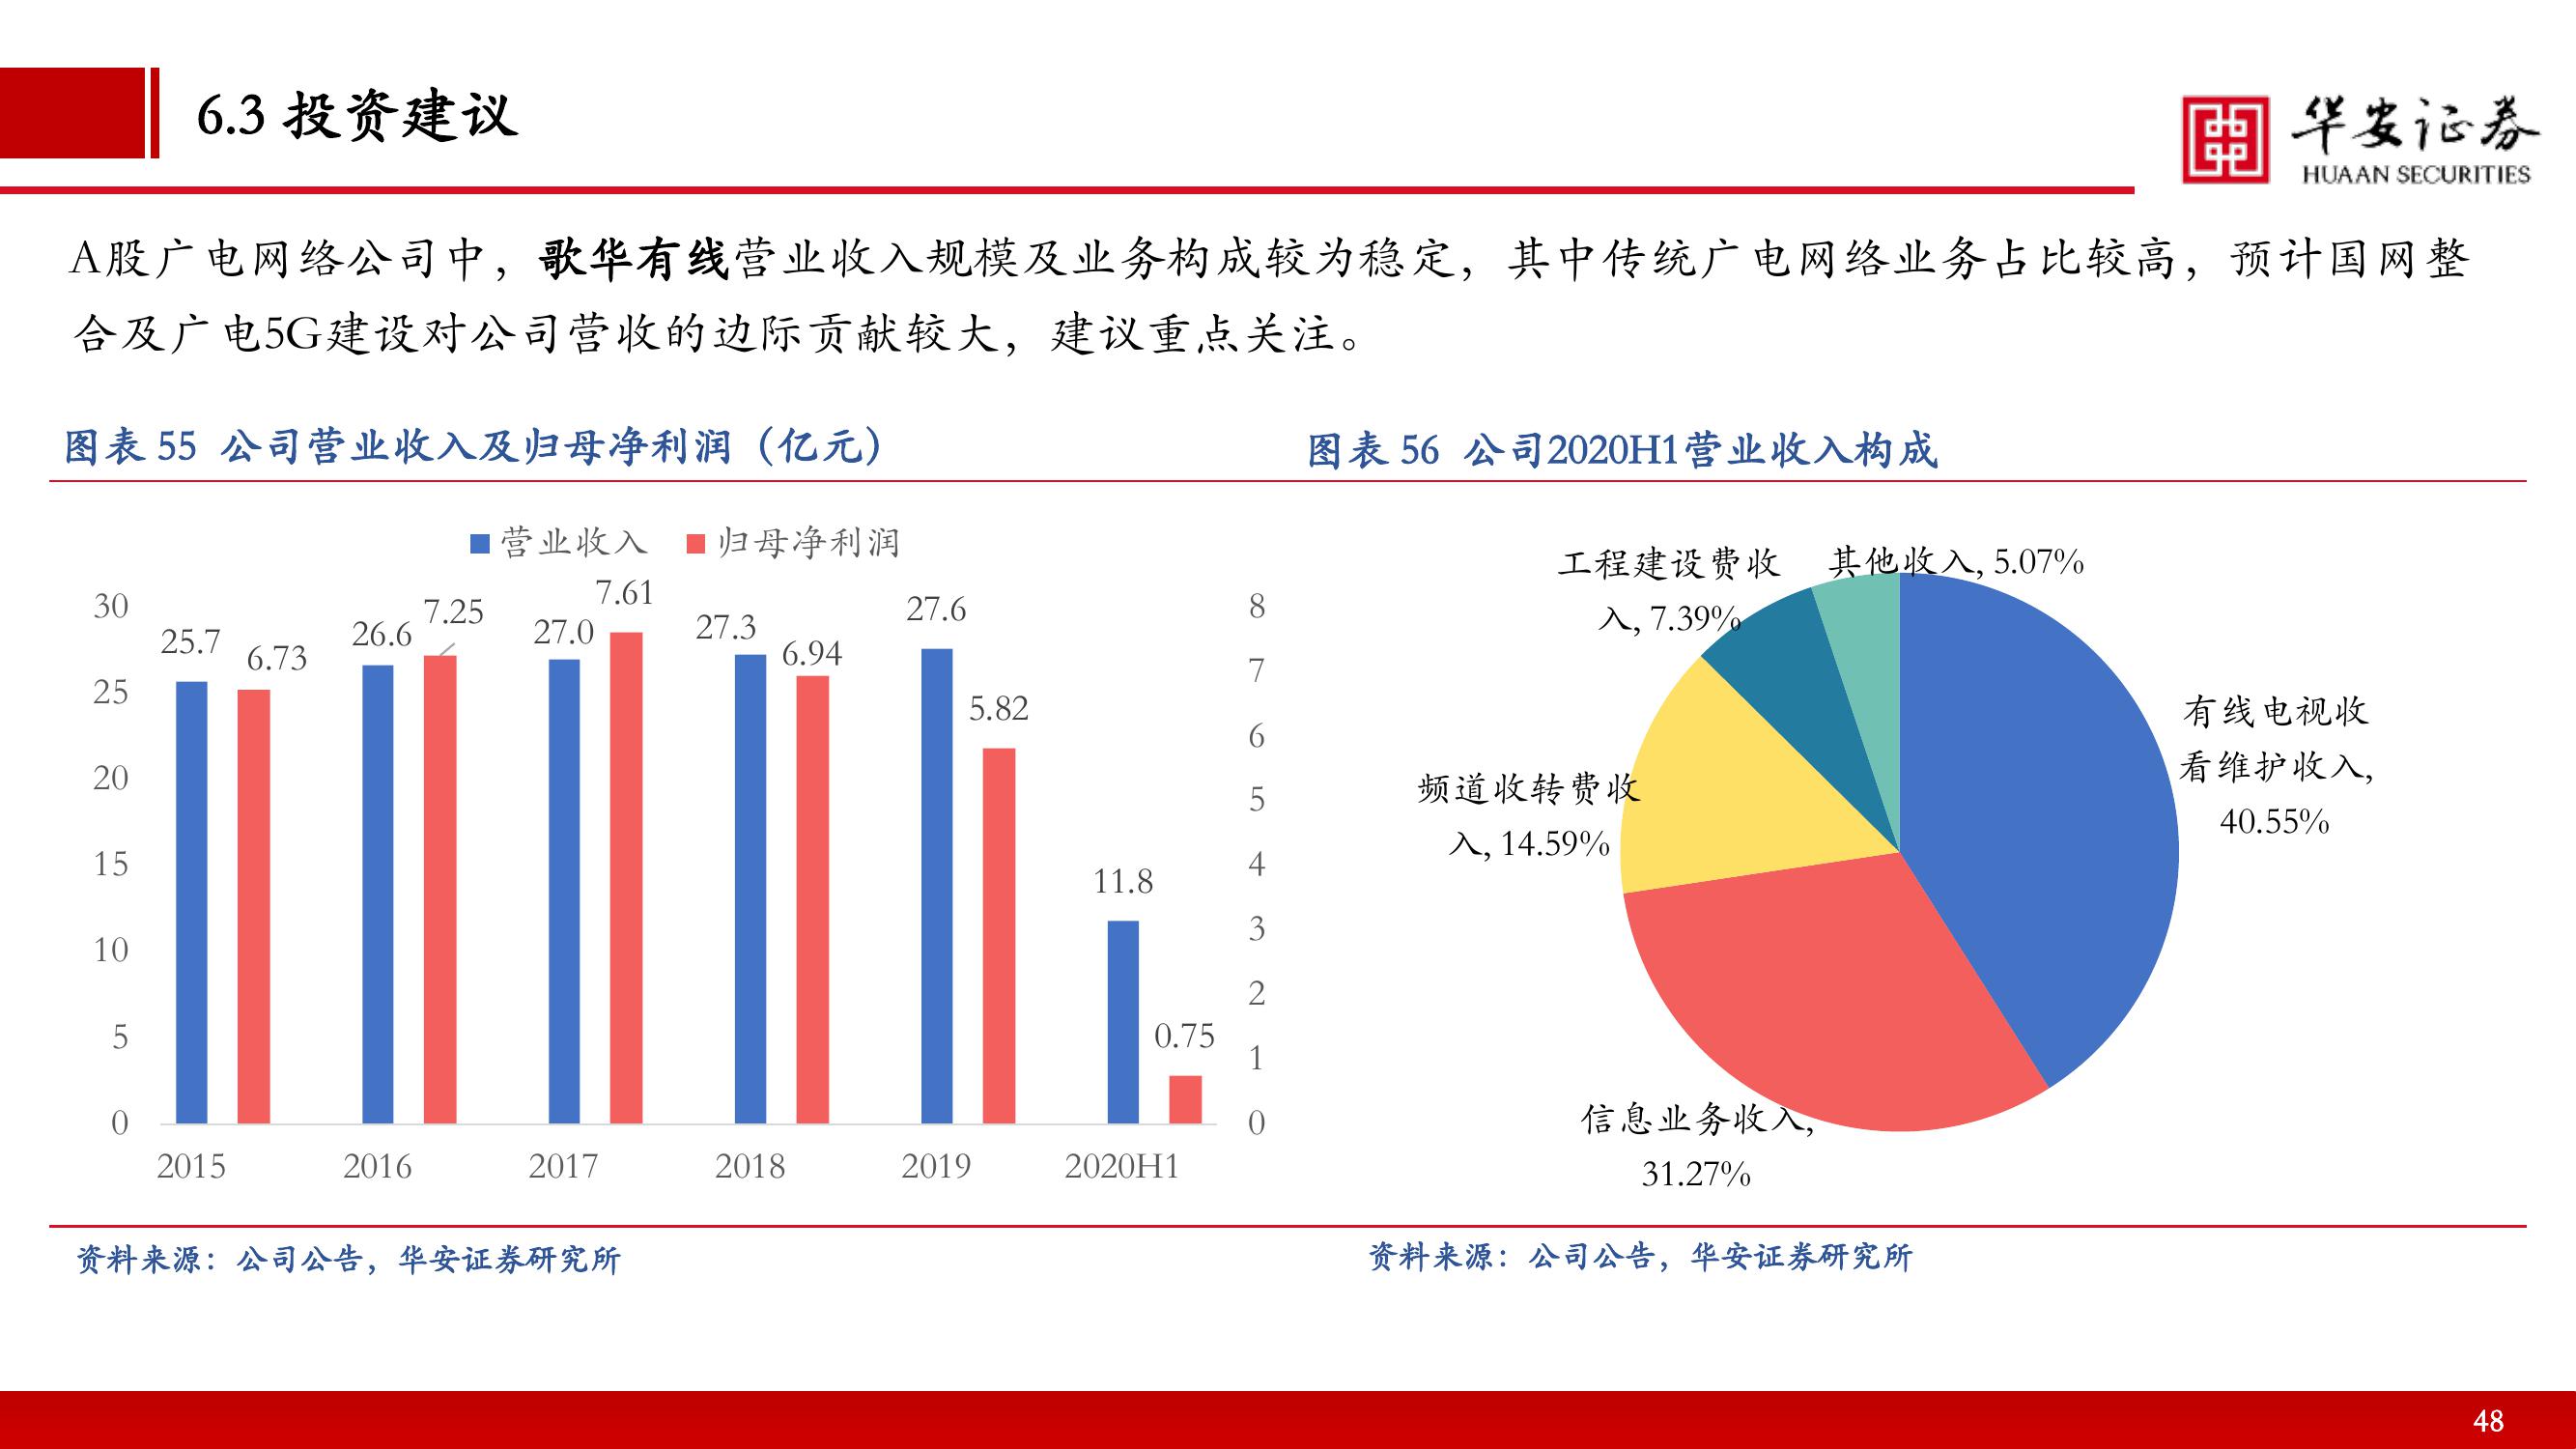 6.3 投资建议
华安证券
HUAAN SECURITIES
A股广电网络公司中，歌华有线营业收入规模及业务构成较为稳定，其中传统广电网络业务占比较高，预计国网整
合及广电5G建设对公司营收的边际贡献较大，建议重点关注。
图表 55 公司营业收入及归母净利润（亿元）
营业收入 归母净利润
30
25
20
15
10
5
0
25.7
6.73
26.6
7.25
27.0
7.61
27.3
6.94
27.6
5.82
11.8
0.75
8
7
6
5
4
3
2
1
0
2015 2016 2017 2018 2019 2020H1
资料来源：公司公告，华安证券研究所
图表 56 公司2020H1营业收入构成
工程建设费收
入, 7.39%
其他收入, 5.07%
有线电视收
看维护收入,
40.55%
频道收转费收
入, 14.59%
信息业务收入,
31.27%
资料来源：公司公告，华安证券研究所
48